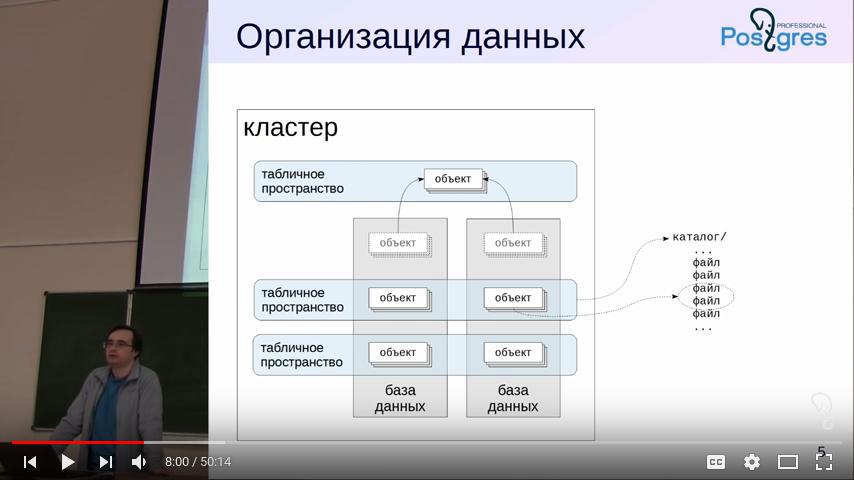 Организация данных
PROFESSIONAL
Postgres
кластер
табличное
пространство
объект
объект
объект
каталог/
...
файл
файл
файл
файл
файл
...
табличное
пространство
объект
объект
табличное
пространство
объект
объект
база
данных
база
данных
5
8:00 / 50:14
CC